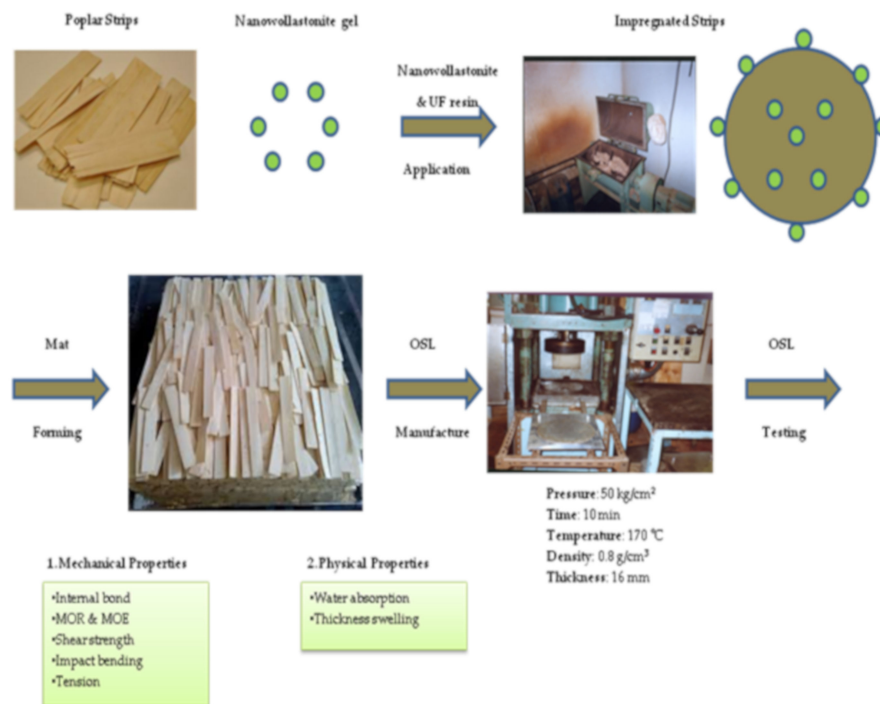 Poplar Strips
Nanowollastonite gel
Impregnated Strips
Nanowollastonite
& UF resin
Application
Mat
Forming
OSL
Manufacture
OSL
Testing
Pressure: 50 kg/cm²
Time: 10 min
Temperature: 170 °C
Density: 0.8 g/cm³
Thickness: 16 mm
1.Mechanical Properties
•Internal bond
•MOR & MOE
•Shear strength
•Impact bending
•Tension
2.Physical Properties
•Water absorption
•Thickness swelling